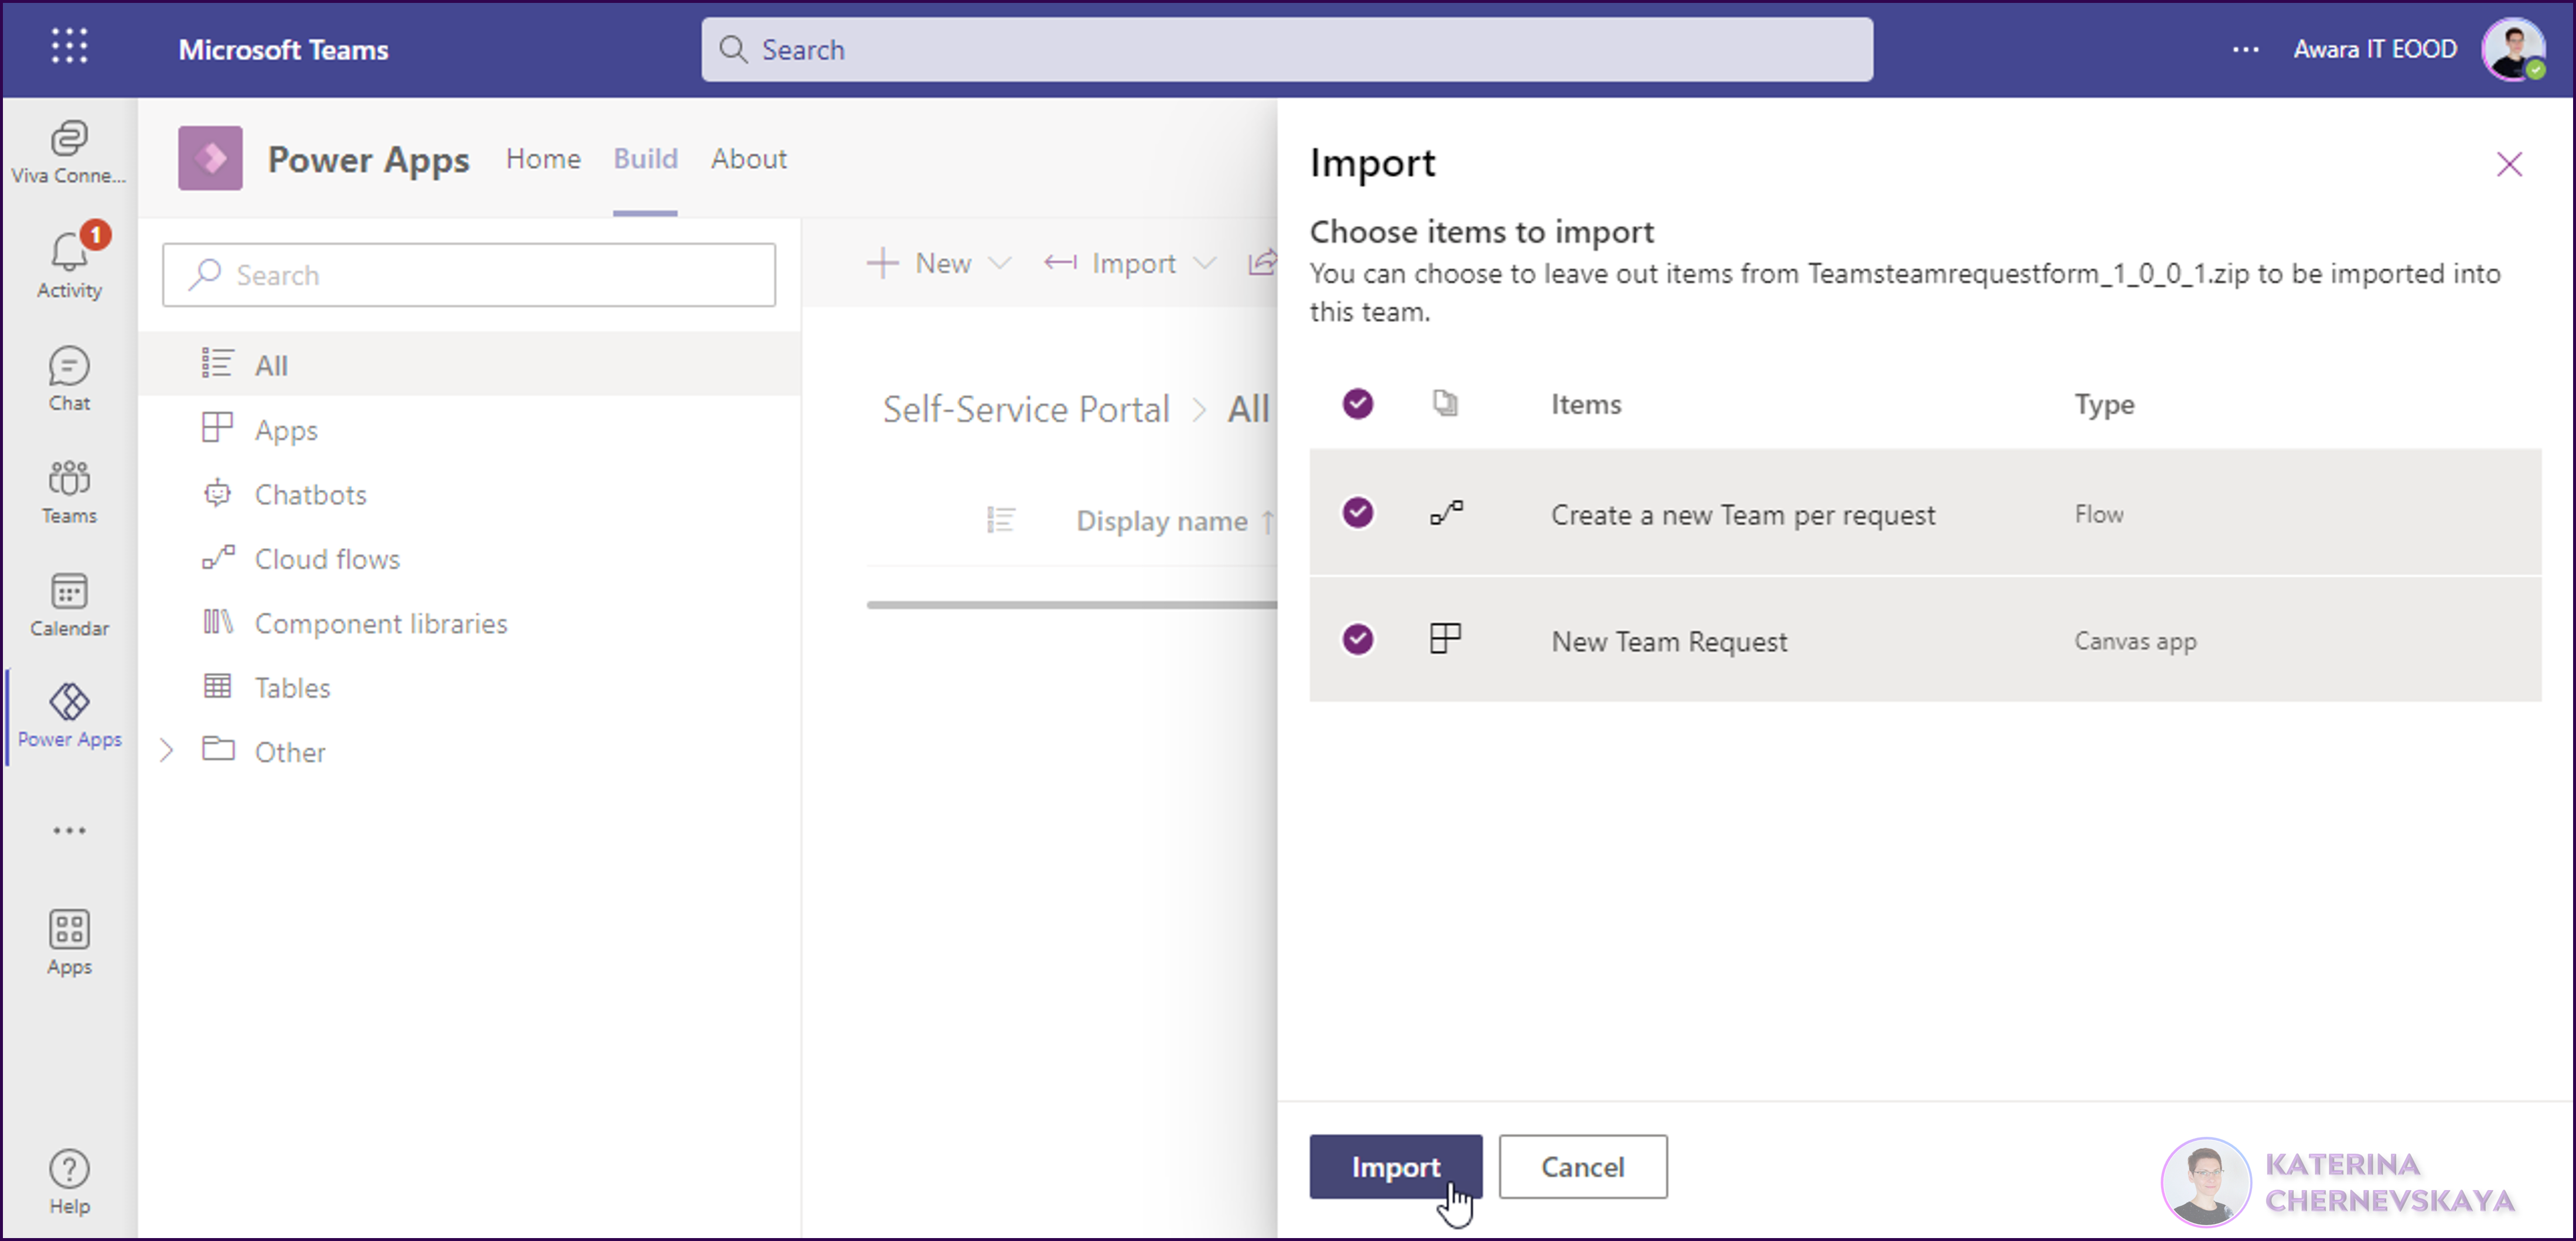 Microsoft Teams
Search
Awara IT EOOD
Viva Conne...
1
Activity
Chat
Teams
Calendar
Power Apps
Apps
Help
Power Apps
Home
Build
About
Search
All
Apps
Chatbots
Cloud flows
Component libraries
Tables
Other
New
Import
Self-Service Portal > All
Display name ↑
Import
Choose items to import
You can choose to leave out items from Teamsteamrequestform_1_0_0_1.zip to be imported into
this team.
Items
Type
Create a new Team per request
Flow
New Team Request
Canvas app
Import
Cancel
KATERINA
CHERNEVSKAYA